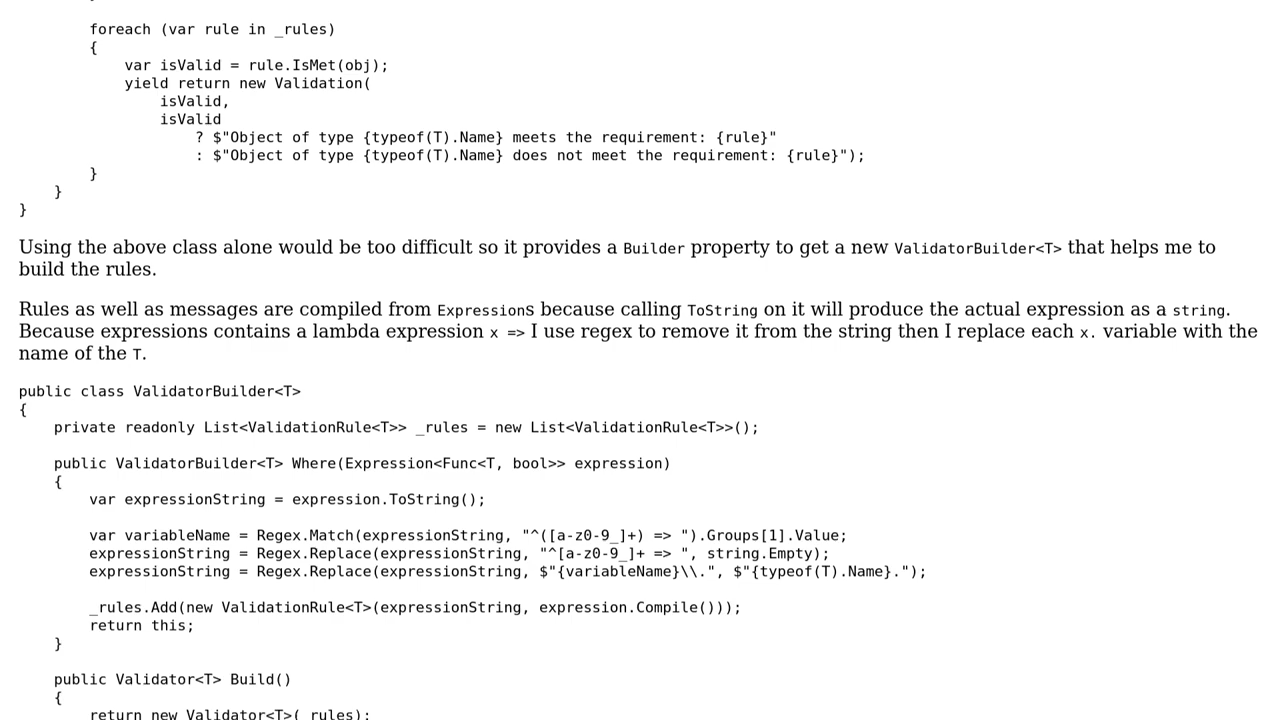 foreach (var rule in _rules)
{
var isValid = rule.IsMet(obj);
yield return new Validation(
isValid,
isValid
? $"Object of type {typeof(T).Name} meets the requirement: {rule}"
: $"Object of type {typeof(T).Name} does not meet the requirement: {rule}");
}
}
}
Using the above class alone would be too difficult so it provides a Builder property to get a new ValidatorBuilder<T> that helps me to
build the rules.
Rules as well as messages are compiled from Expressions because calling ToString on it will produce the actual expression as a string.
Because expressions contains a lambda expression x => I use regex to remove it from the string then I replace each x. variable with the
name of the T.
public class ValidatorBuilder<T>
{
private readonly List<ValidationRule<T>> _rules = new List<ValidationRule<T>>();
public ValidatorBuilder<T> Where(Expression<Func<T, bool>> expression)
{
var expressionString = expression.ToString();
var variableName = Regex.Match(expressionString, "^([a-z0-9_]+) => ").Groups[1].Value;
expressionString = Regex.Replace(expressionString, "^[a-z0-9_]+ => ", string.Empty);
expressionString = Regex.Replace(expressionString, $"{variableName}\\.", $"{typeof(T).Name}.");
_rules.Add(new ValidationRule<T>(expressionString, expression.Compile()));
return this;
}
public Validator<T> Build()
{
return new Validator<T>(_rules);